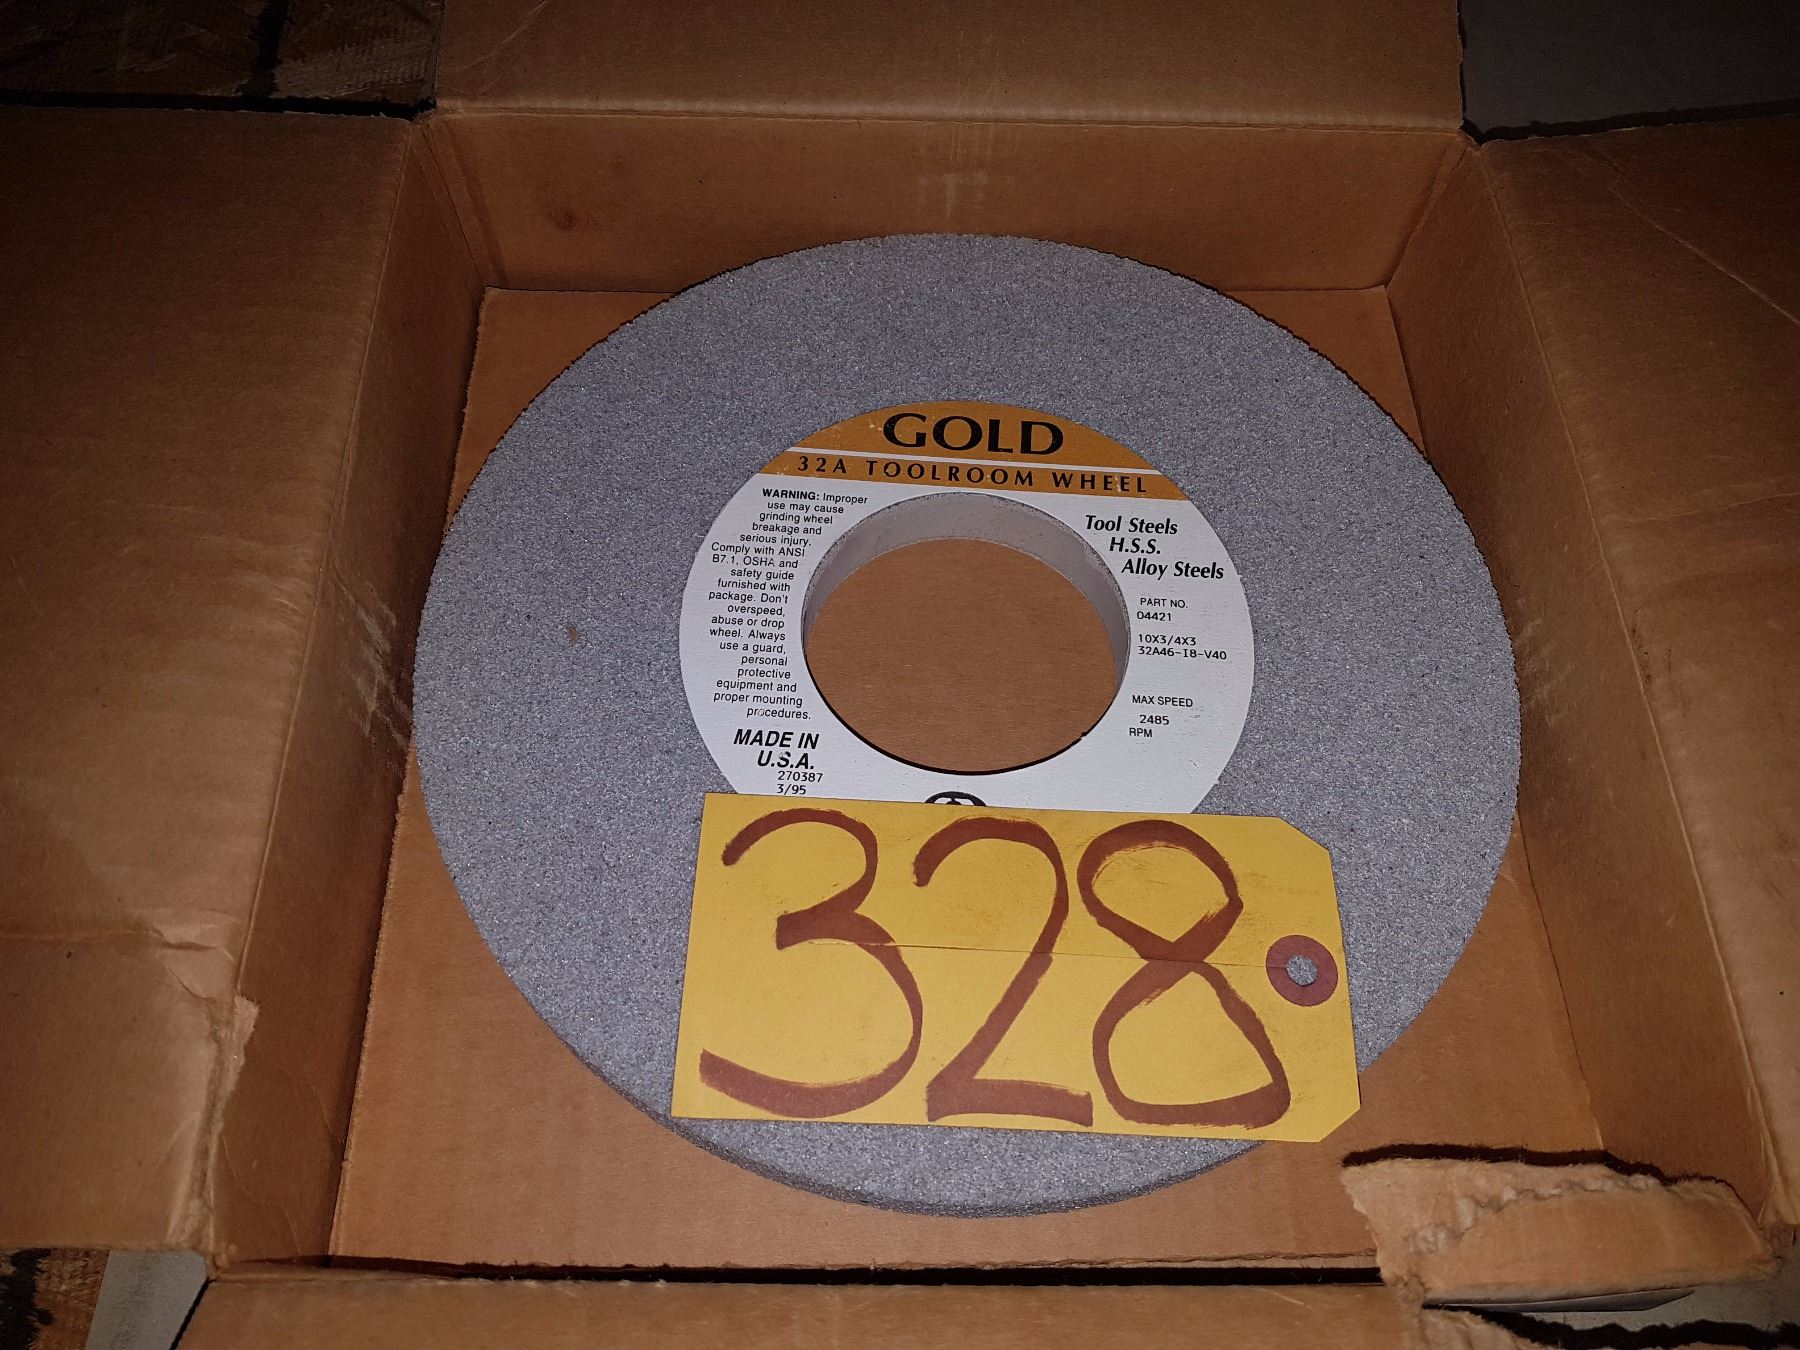 GOLD
32A TOOLROOM WHEEL
WARNING: Improper
use may cause
grinding wheel
breakage and
serious injury.
Comply with ANSI
B7.1, OSHA and
safety guide
furnished with
package. Don't
overspeed,
abuse or drop
wheel. Always
use a guard,
personal
protective
equipment and
proper mounting
procedures.
MADE IN
U.S.A.
270387
3/95
Tool Steels
H.S.S.
Alloy Steels
PART NO.
04421
10X3/4X3
32A46-I8-V40
MAX SPEED
2485
RPM
328